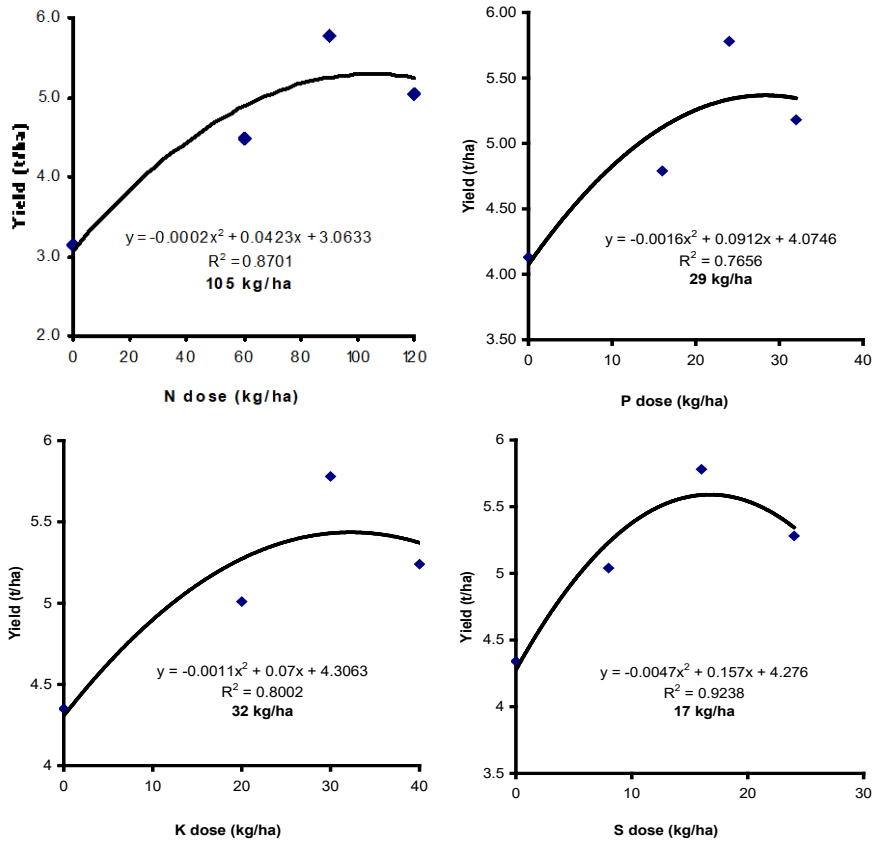 6.0
5.0
4.0
3.0
2.0
Yield (t/ha)
y = -0.0002x² + 0.0423x + 3.0633
R² = 0.8701
105 kg/ha
0 20 40 60 80 100 120
N dose (kg/ha)
6.00
5.50
5.00
4.50
4.00
3.50
Yield (t/ha)
y = -0.0016x² + 0.0912x + 4.0746
R² = 0.7656
29 kg/ha
0 10 20 30 40
P dose (kg/ha)
6
5.5
5
4.5
4
Yield (t/ha)
y = -0.0011x² + 0.07x + 4.3063
R² = 0.8002
32 kg/ha
0 10 20 30 40
K dose (kg/ha)
6
5.5
5
4.5
4
3.5
Yield (t/ha)
y = -0.0047x² + 0.157x + 4.276
R² = 0.9238
17 kg/ha
0 10 20 30
S dose (kg/ha)